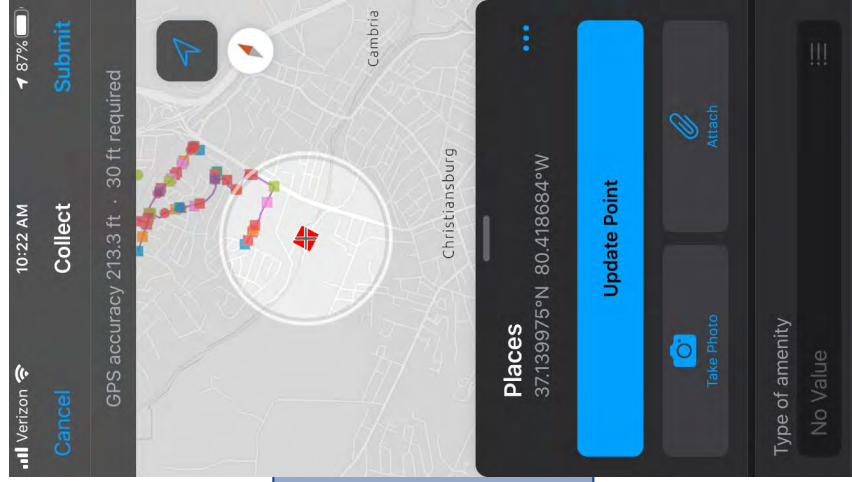 Verizon 10:22 AM 87%
Cancel Collect Submit
GPS accuracy 213.3 ft · 30 ft required
Cambria
Christiansburg
Places
37.139975°N 80.418684°W
Update Point
Take Photo Attach
Type of amenity
No Value